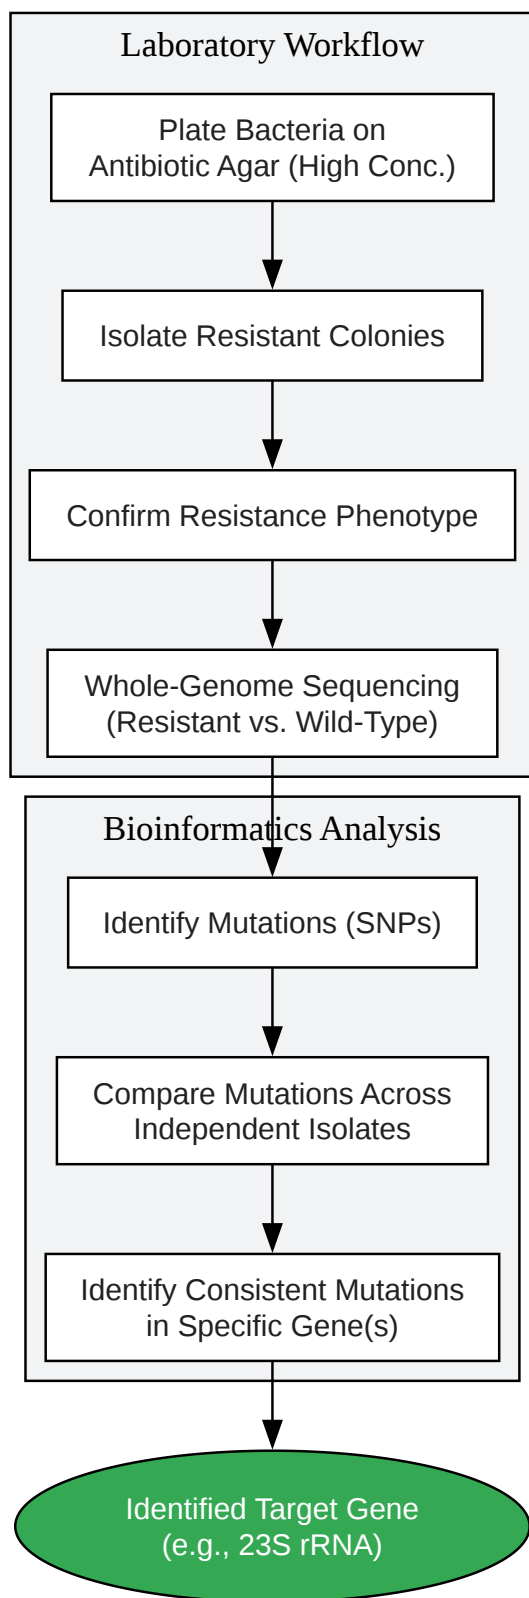 Laboratory Workflow
Plate Bacteria on
Antibiotic Agar (High Conc.)
Isolate Resistant Colonies
Confirm Resistance Phenotype
Whole-Genome Sequencing
(Resistant vs. Wild-Type)
Bioinformatics Analysis
Identify Mutations (SNPs)
Compare Mutations Across
Independent Isolates
Identify Consistent Mutations
in Specific Gene(s)
Identified Target Gene
(e.g., 23S rRNA)